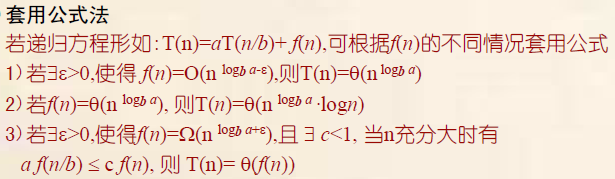 套用公式法
若递归方程形如:T(n)=aT(n/b)+ f(n),可根据f(n)的不同情况套用公式
1) 若∃ε>0,使得 f(n)=O(n logb a-ε),则T(n)=θ(n logb a)
2) 若f(n)=θ(n logb a), 则T(n)=θ(n logb a ·logn)
3) 若∃ε>0,使得f(n)=Ω(n logb a+ε),且 ∃ c<1, 当n充分大时有
a f(n/b) ≤ c f(n), 则 T(n)= θ(f(n))